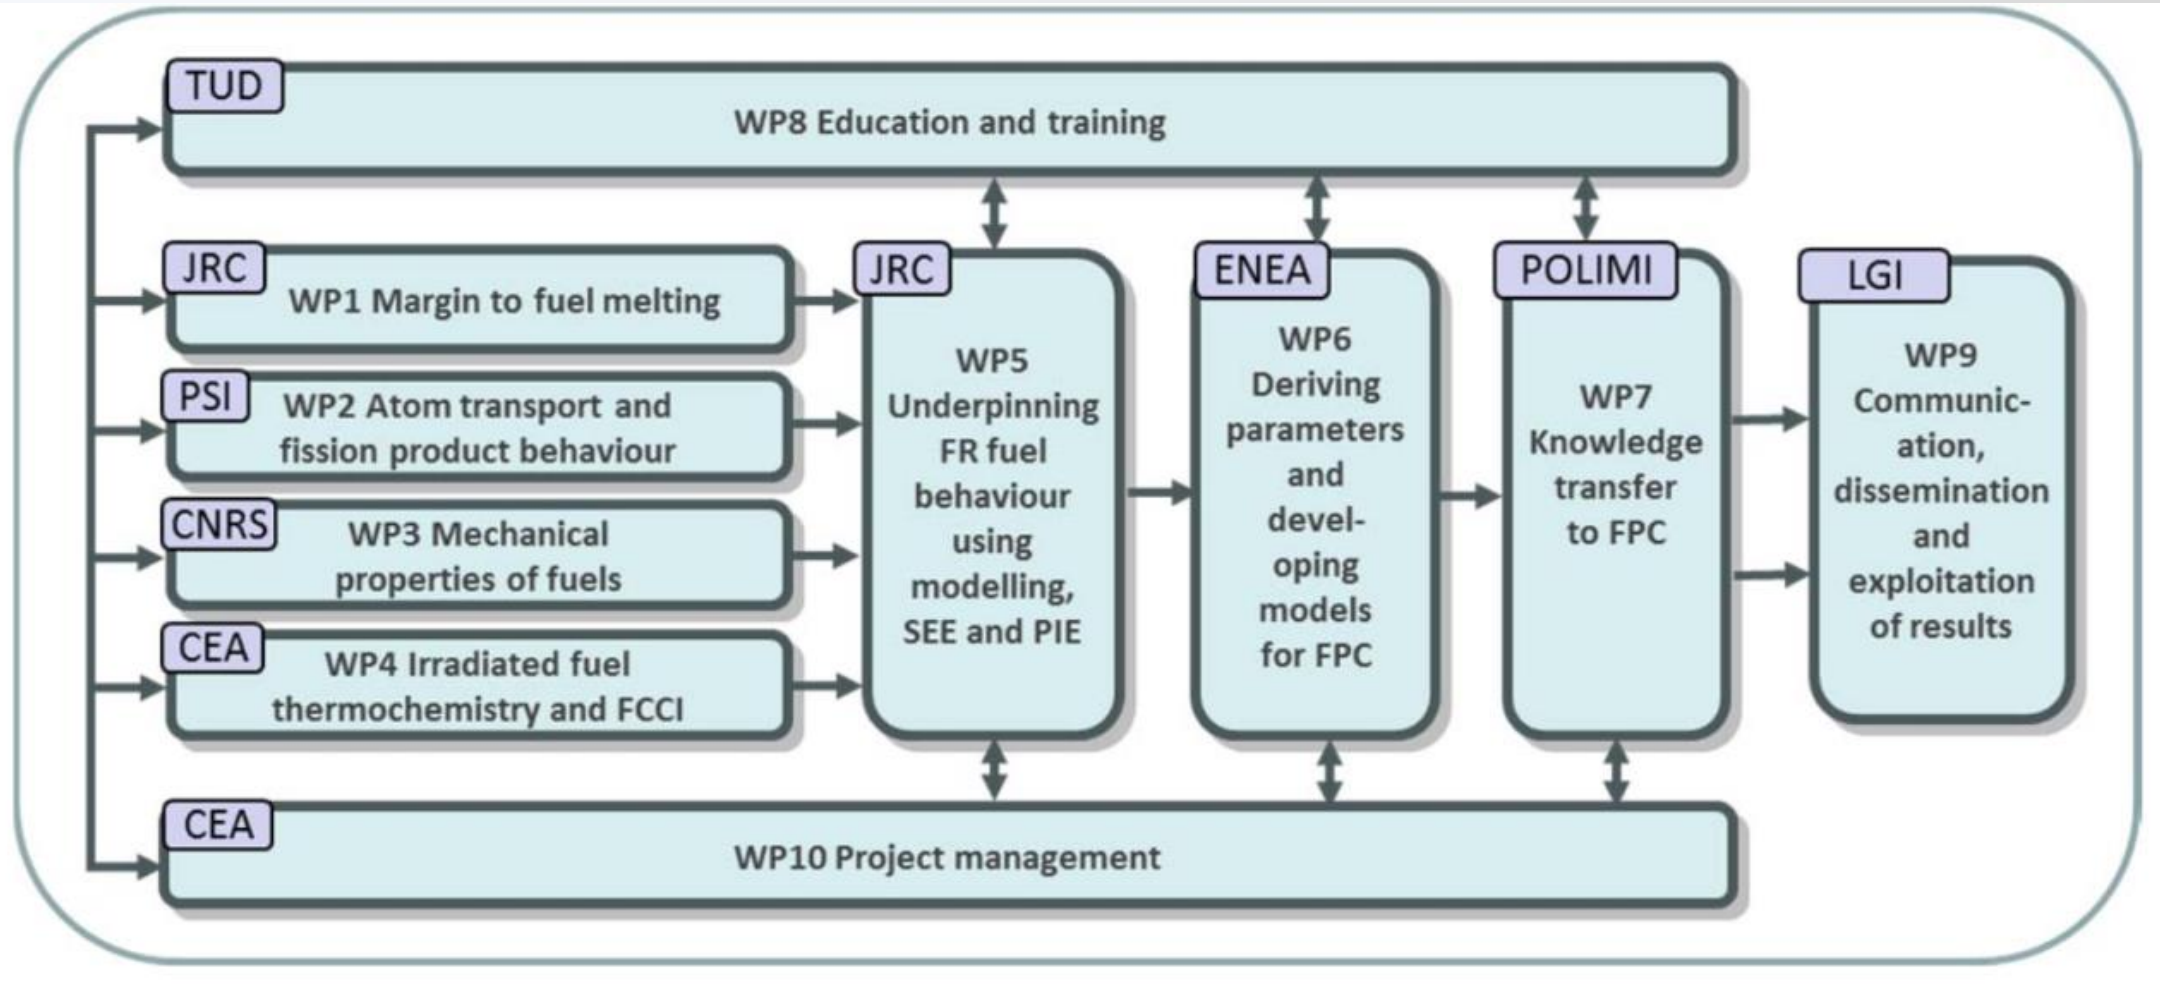 TUD
WP8 Education and training
JRC
WP1 Margin to fuel melting
PSI
WP2 Atom transport and
fission product behaviour
CNRS
WP3 Mechanical
properties of fuels
CEA
WP4 Irradiated fuel
thermochemistry and FCCI
JRC
WP5
Underpinning
FR fuel
behaviour
using
modelling,
SEE and PIE
ENEA
WP6
Deriving
parameters
and
devel-
oping
models
for FPC
POLIMI
WP7
Knowledge
transfer
to FPC
LGI
WP9
Communic-
ation,
dissemination
and
exploitation
of results
CEA
WP10 Project management